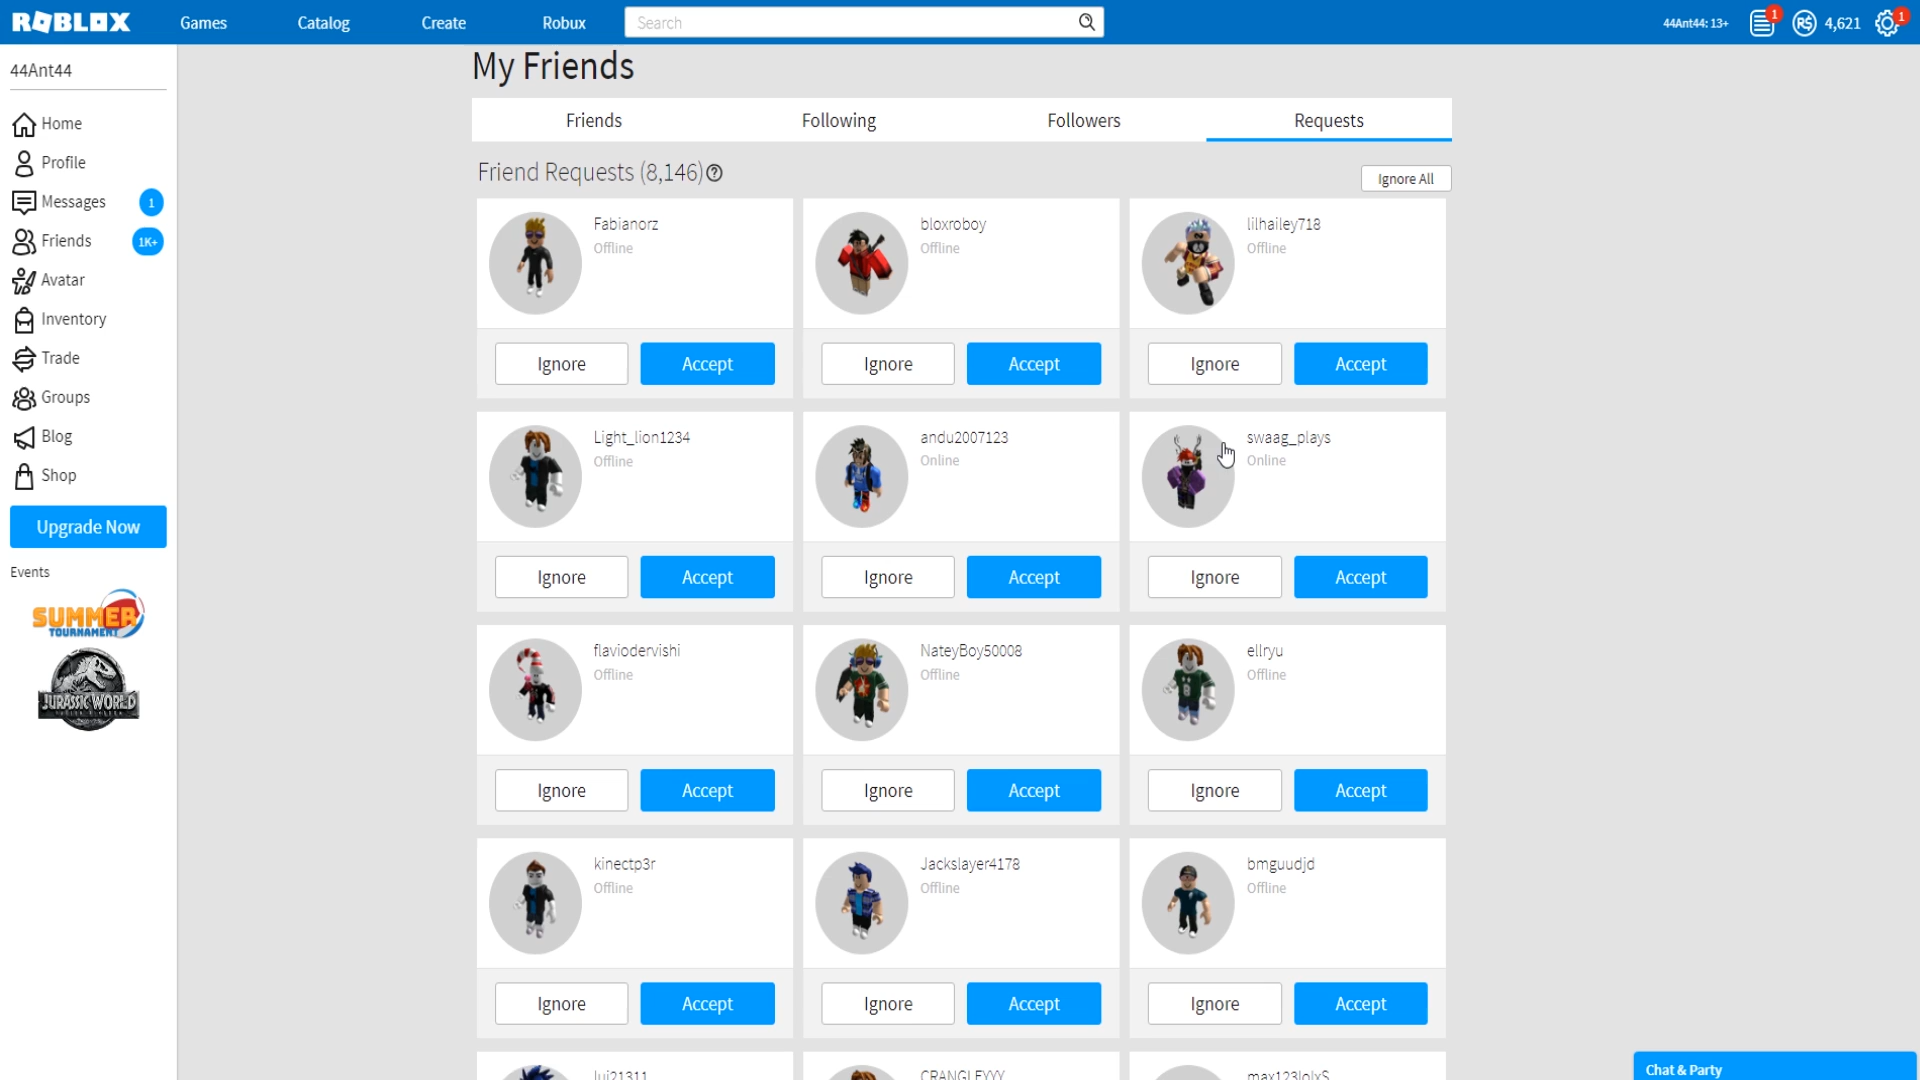 ROBLOX
Games
Catalog
Create
Robux
Search
44Ant44: 13+
1
R$
4,621
1
44Ant44
Home
Profile
Messages
1
Friends
1K+
Avatar
Inventory
Trade
Groups
Blog
Shop
Upgrade Now
Events
SUMMER
TOURNAMENT
JURASSIC WORLD
My Friends
Friends
Following
Followers
Requests
Friend Requests (8,146)
Ignore All
Fabianorz
Offline
bloxroboy
Offline
lilhailey718
Offline
Ignore
Accept
Ignore
Accept
Ignore
Accept
Light_lion1234
Offline
andu2007123
Online
swaag_plays
Online
Ignore
Accept
Ignore
Accept
Ignore
Accept
flaviodervishi
Offline
NateyBoy50008
Offline
ellryu
Offline
Ignore
Accept
Ignore
Accept
Ignore
Accept
kinectp3r
Offline
Jackslayer4178
Offline
bmguudjd
Offline
Ignore
Accept
Ignore
Accept
Ignore
Accept
lui21311
CRANGLEYYY
max123lolxS
Chat & Party